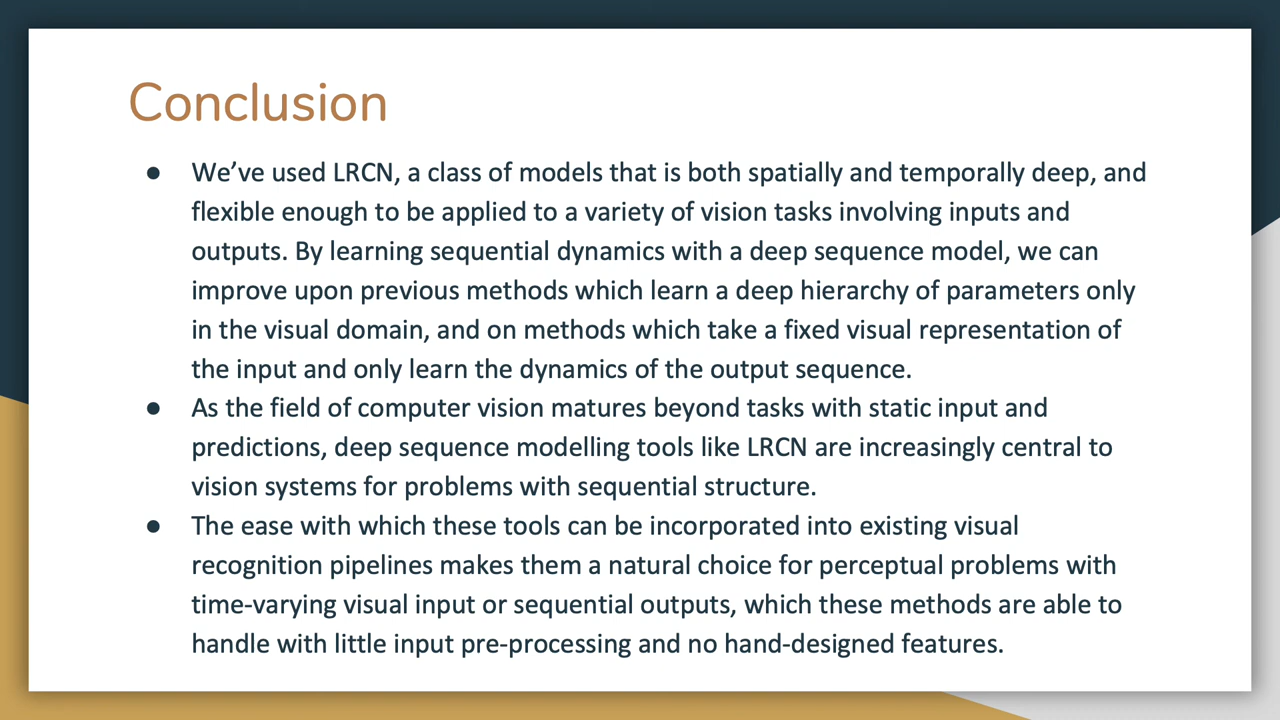 Conclusion
● We’ve used LRCN, a class of models that is both spatially and temporally deep, and
flexible enough to be applied to a variety of vision tasks involving inputs and
outputs. By learning sequential dynamics with a deep sequence model, we can
improve upon previous methods which learn a deep hierarchy of parameters only
in the visual domain, and on methods which take a fixed visual representation of
the input and only learn the dynamics of the output sequence.
● As the field of computer vision matures beyond tasks with static input and
predictions, deep sequence modelling tools like LRCN are increasingly central to
vision systems for problems with sequential structure.
● The ease with which these tools can be incorporated into existing visual
recognition pipelines makes them a natural choice for perceptual problems with
time-varying visual input or sequential outputs, which these methods are able to
handle with little input pre-processing and no hand-designed features.